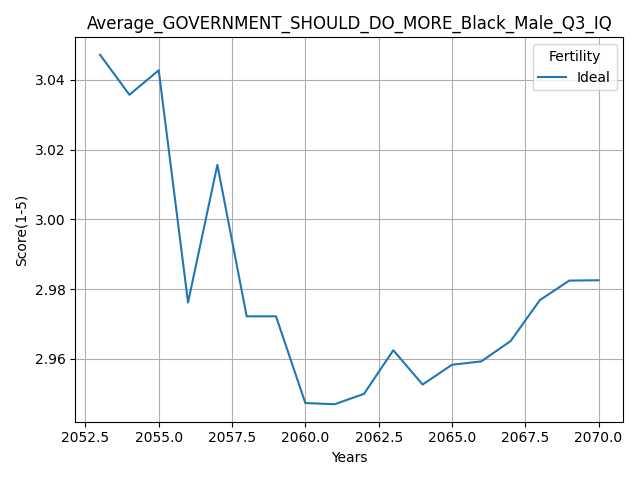 Average_GOVERNMENT_SHOULD_DO_MORE_Black_Male_Q3_IQ
Fertility
Ideal
3.04
3.02
3.00
2.98
2.96
Score(1-5)
2052.5 2055.0 2057.5 2060.0 2062.5 2065.0 2067.5 2070.0
Years